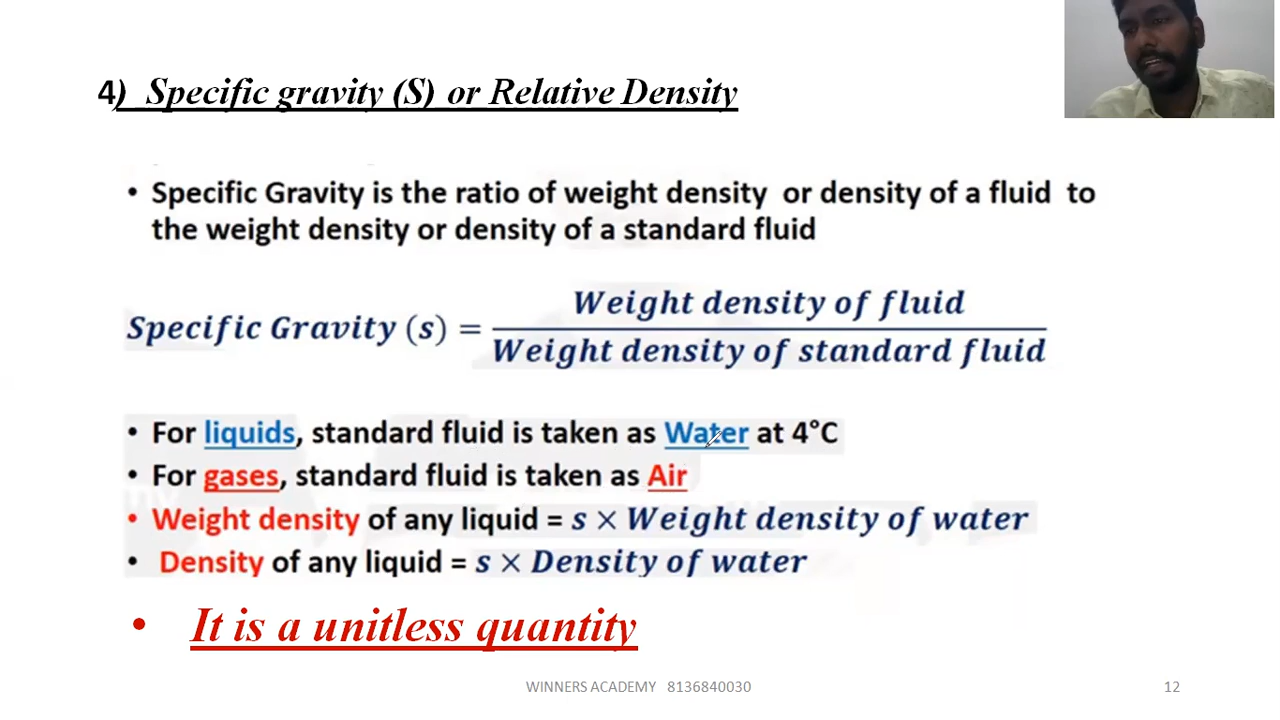 4) Specific gravity (S) or Relative Density
• Specific Gravity is the ratio of weight density or density of a fluid to
the weight density or density of a standard fluid
Specific Gravity (s) = Weight density of fluid / Weight density of standard fluid
• For liquids, standard fluid is taken as Water at 4°C
• For gases, standard fluid is taken as Air
• Weight density of any liquid = s × Weight density of water
• Density of any liquid = s × Density of water
• It is a unitless quantity
WINNERS ACADEMY 8136840030
12